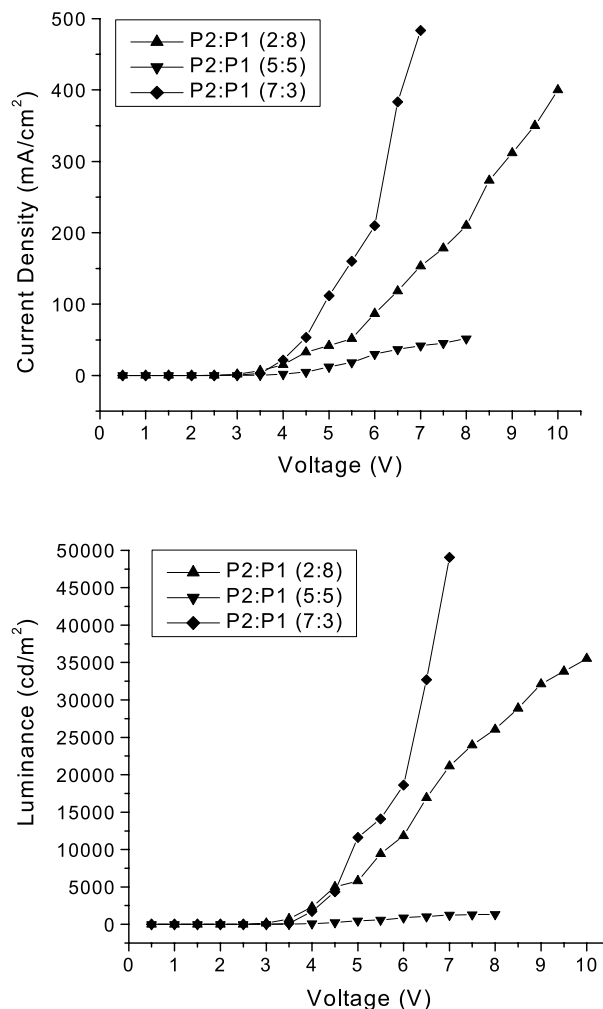 500
400
300
200
100
0
Current Density (mA/cm²)
P2:P1 (2:8)
P2:P1 (5:5)
P2:P1 (7:3)
0 1 2 3 4 5 6 7 8 9 10
Voltage (V)
50000
45000
40000
35000
30000
25000
20000
15000
10000
5000
0
Luminance (cd/m²)
P2:P1 (2:8)
P2:P1 (5:5)
P2:P1 (7:3)
0 1 2 3 4 5 6 7 8 9 10
Voltage (V)